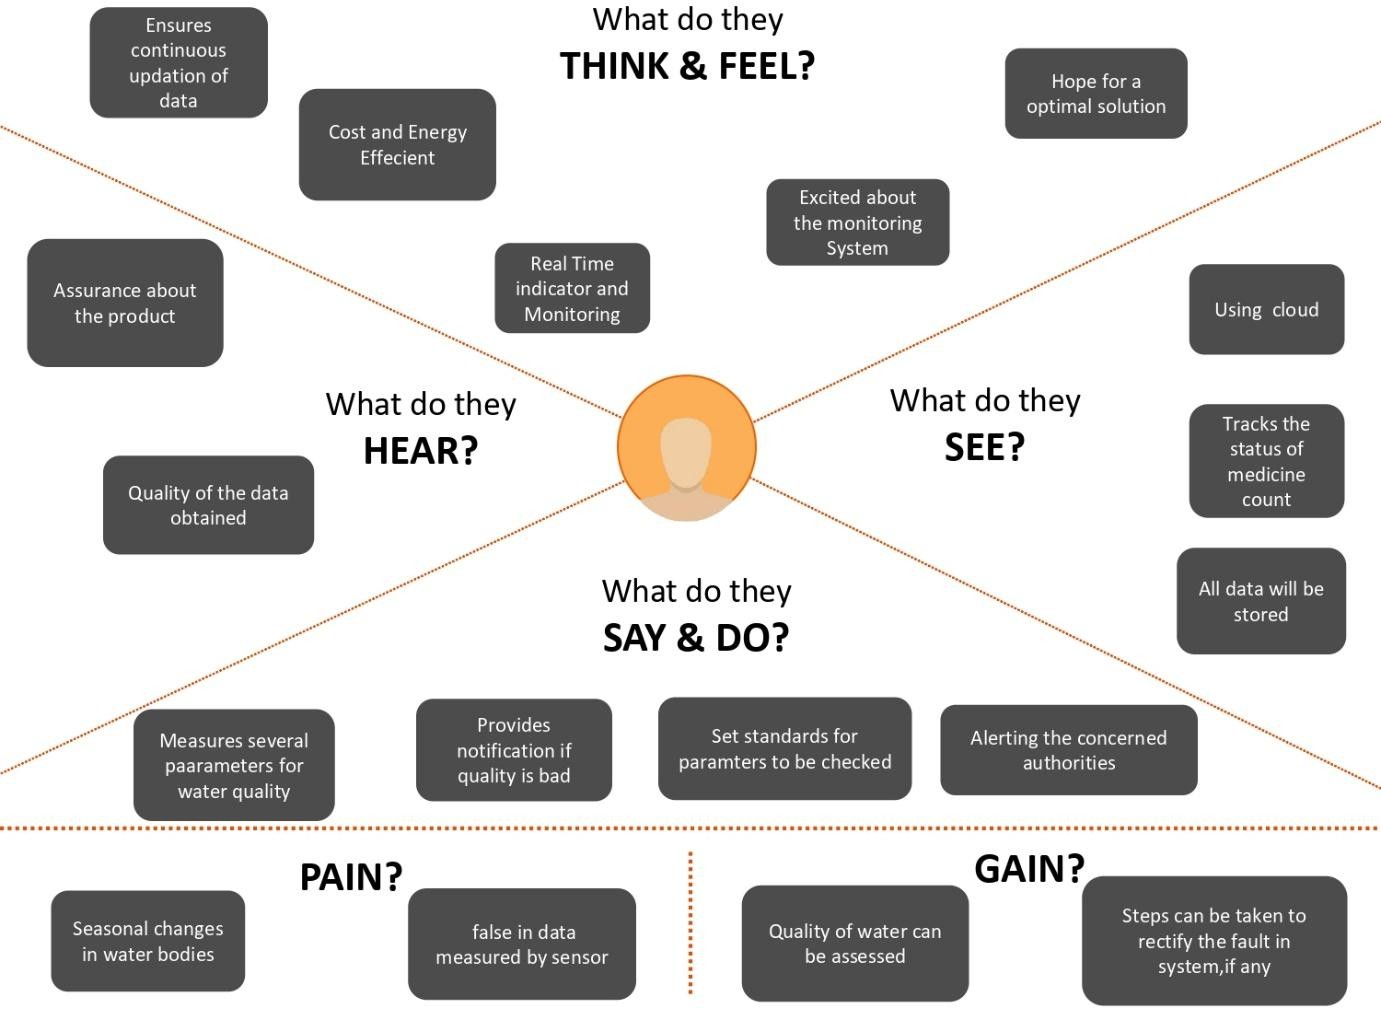 What do they
THINK & FEEL?
Ensures
continuous
updation of
data
Cost and Energy
Effecient
Real Time
indicator and
Monitoring
Excited about
the monitoring
System
Hope for a
optimal solution
What do they
HEAR?
Assurance about
the product
Quality of the data
obtained
What do they
SEE?
Using cloud
Tracks the
status of
medicine
count
All data will be
stored
What do they
SAY & DO?
Measures several
paarameters for
water quality
Provides
notification if
quality is bad
Set standards for
paramters to be checked
Alerting the concerned
authorities
PAIN?
Seasonal changes
in water bodies
false in data
measured by sensor
GAIN?
Quality of water can
be assessed
Steps can be taken to
rectify the fault in
system,if any